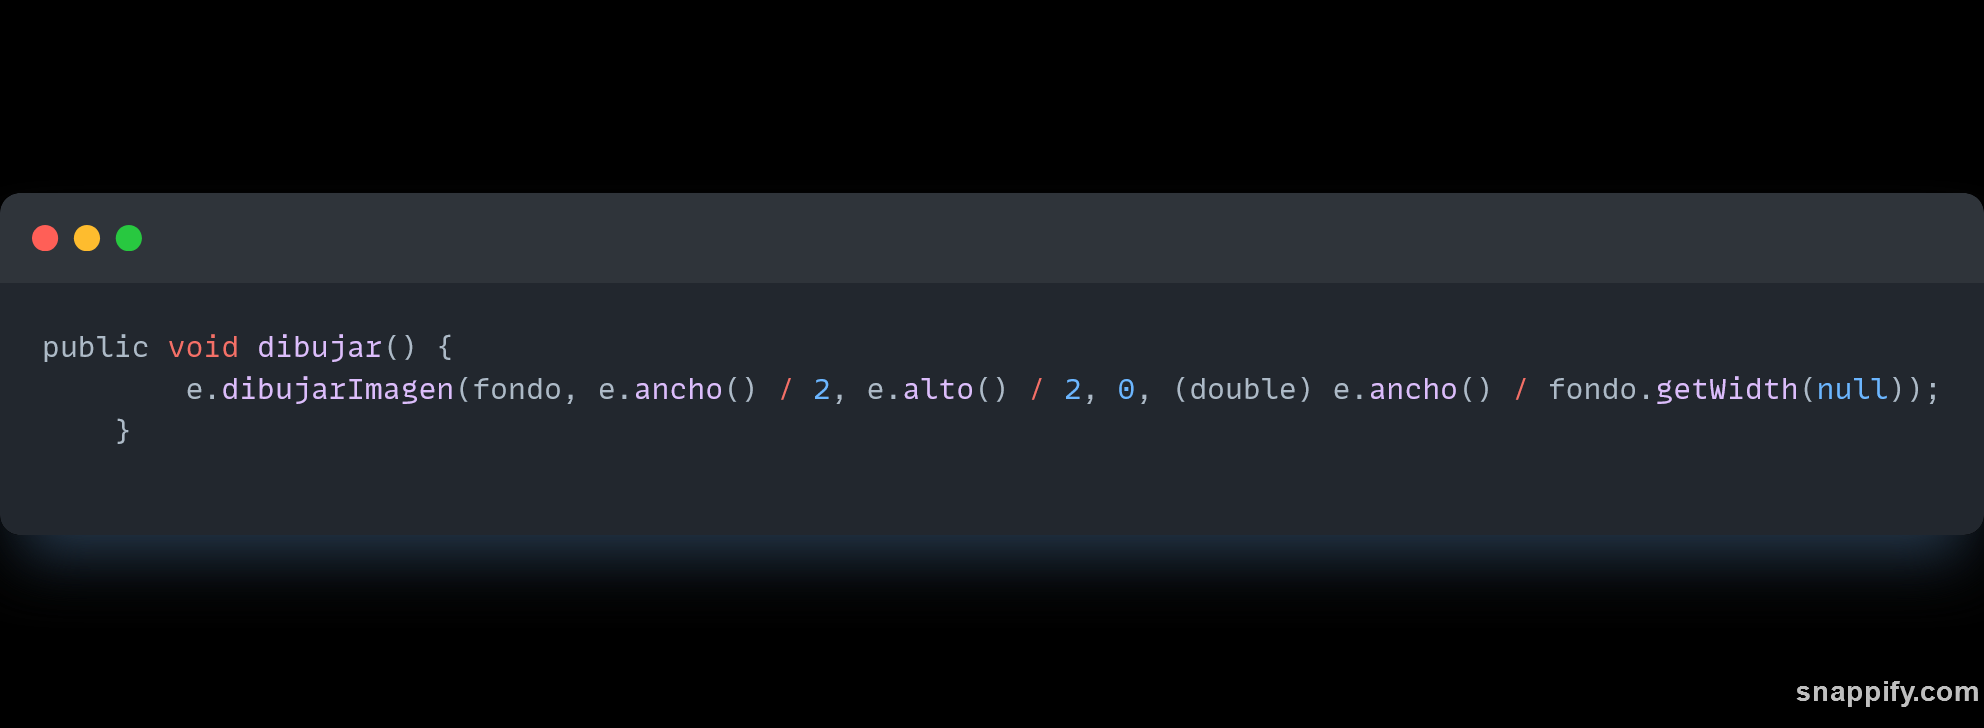 public void dibujar() {
        e.dibujarImagen(fondo, e.ancho() / 2, e.alto() / 2, 0, (double) e.ancho() / fondo.getWidth(null));
    }
snappify.com